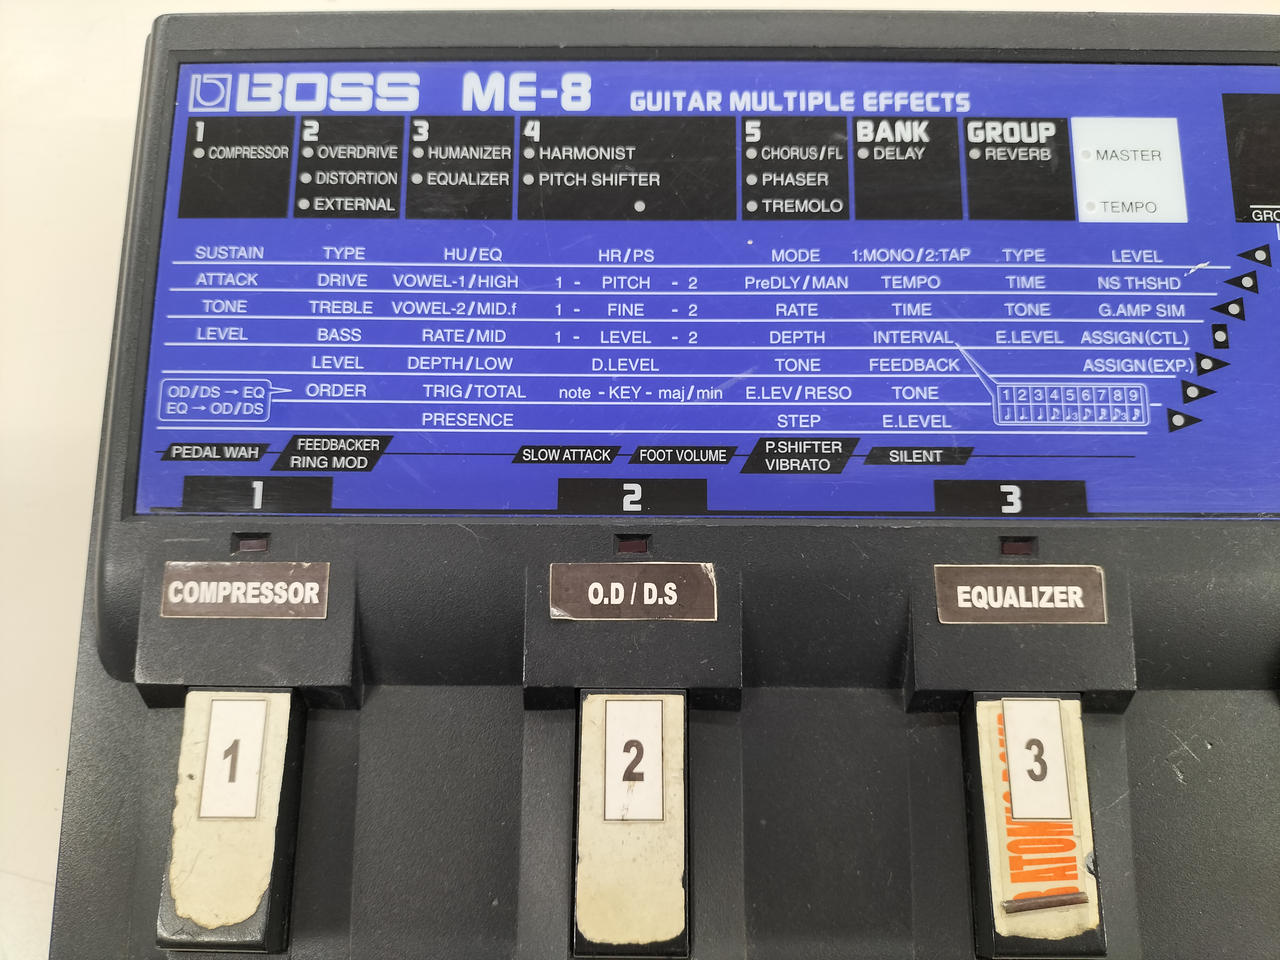 BOSS ME-8 GUITAR MULTIPLE EFFECTS
1 2 3 4 5 BANK GROUP
COMPRESSOR OVERDRIVE HUMANIZER HARMONIST CHORUS/FL DELAY REVERB MASTER
DISTORTION EQUALIZER PITCH SHIFTER PHASER
EXTERNAL TREMOLO TEMPO
SUSTAIN TYPE HU/EQ HR/PS MODE 1:MONO/2:TAP TYPE LEVEL
ATTACK DRIVE VOWEL-1/HIGH 1 - PITCH - 2 PreDLY/MAN TEMPO TIME NS THSHD
TONE TREBLE VOWEL-2/MID.f 1 - FINE - 2 RATE TIME TONE G.AMP SIM
LEVEL BASS RATE/MID 1 - LEVEL - 2 DEPTH INTERVAL E.LEVEL ASSIGN(CTL)
LEVEL DEPTH/LOW D.LEVEL TONE FEEDBACK ASSIGN(EXP.)
OD/DS → EQ ORDER TRIG/TOTAL note - KEY - maj/min E.LEV/RESO TONE 1 2 3 4 5 6 7 8 9
EQ → OD/DS
PRESENCE STEP E.LEVEL
PEDAL WAH FEEDBACKER SLOW ATTACK FOOT VOLUME P.SHIFTER SILENT
RING MOD VIBRATO
1 2 3
COMPRESSOR O.D / D.S EQUALIZER
1 2 3